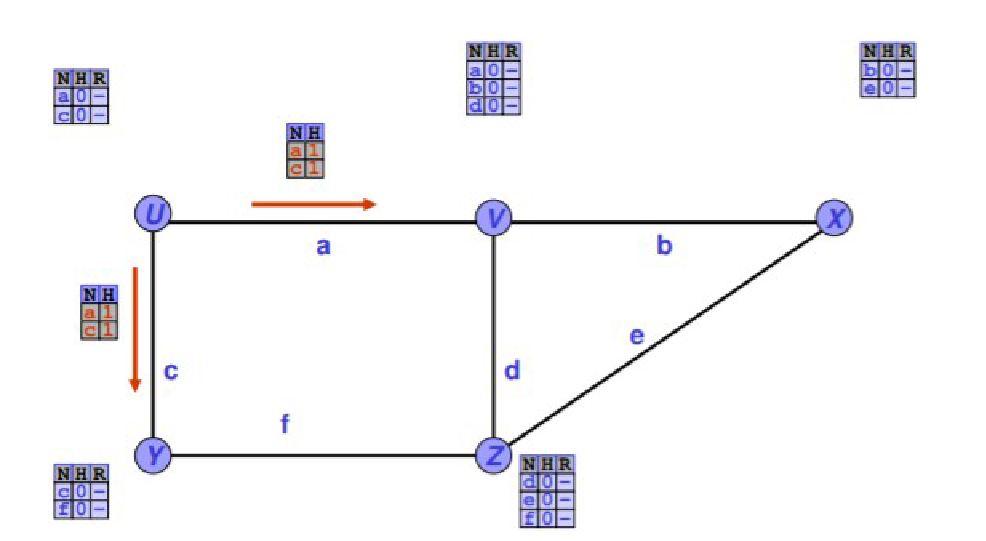 N H R
a 0 -
c 0 -
N H R
a 0 -
b 0 -
d 0 -
N H R
b 0 -
e 0 -
N H
a 1
c 1
U
V
X
a
b
N H
a 1
c 1
e
c
d
f
Y
Z
N H R
c 0 -
f 0 -
N H R
d 0 -
e 0 -
f 0 -